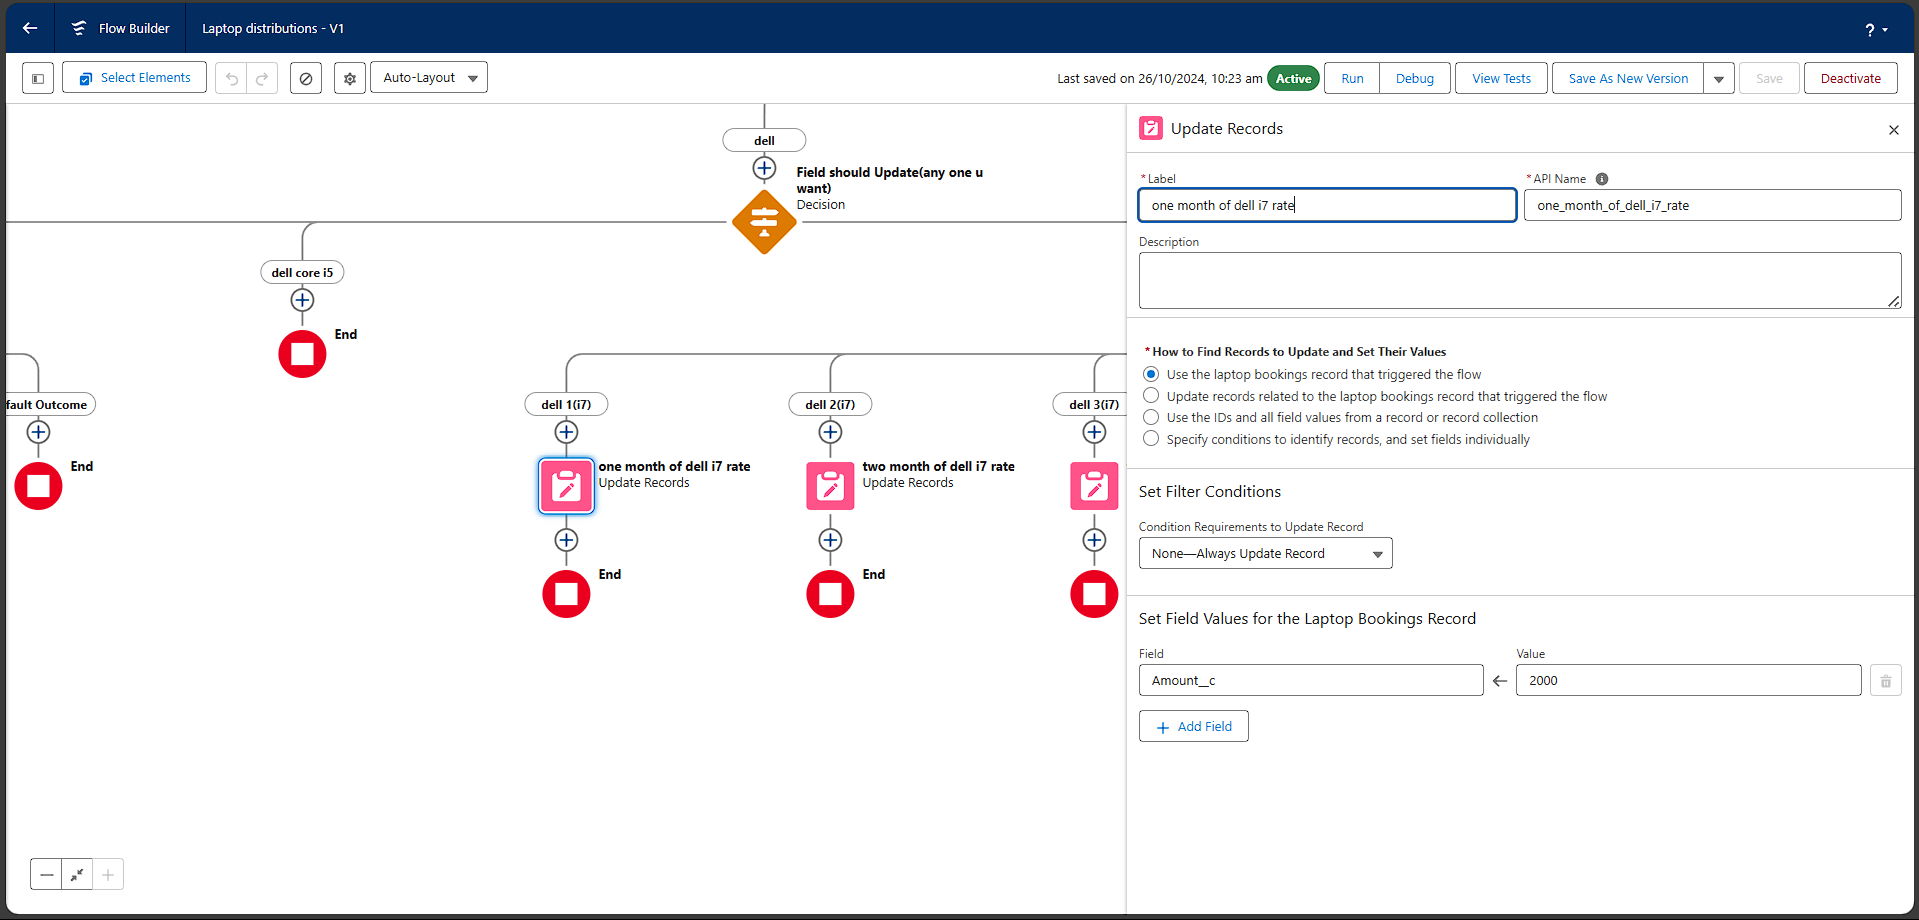 Flow Builder
Laptop distributions - V1
?
Select Elements
Auto-Layout
Last saved on 26/10/2024, 10:23 am
Active
Run
Debug
View Tests
Save As New Version
Save
Deactivate
dell
Field should Update(any one u
want)
Decision
dell core i5
End
fault Outcome
End
dell 1(i7)
one month of dell i7 rate
Update Records
End
dell 2(i7)
two month of dell i7 rate
Update Records
End
dell 3(i7)
Update Records
*Label
one month of dell i7 rate
*API Name
one_month_of_dell_i7_rate
Description
*How to Find Records to Update and Set Their Values
Use the laptop bookings record that triggered the flow
Update records related to the laptop bookings record that triggered the flow
Use the IDs and all field values from a record or record collection
Specify conditions to identify records, and set fields individually
Set Filter Conditions
Condition Requirements to Update Record
None—Always Update Record
Set Field Values for the Laptop Bookings Record
Field
Amount__c
Value
2000
Add Field